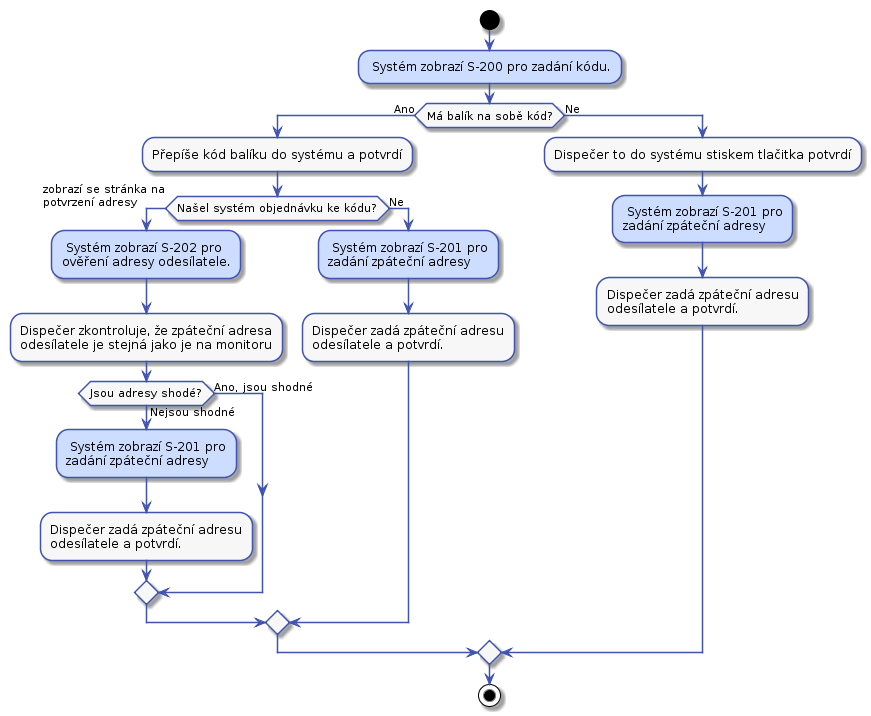 Systém zobrazí S-200 pro zadání kódu.
Ano
Má balík na sobě kód?
Ne
Přepíše kód balíku do systému a potvrdí
Dispečer to do systému stiskem tlačitka potvrdí
zobrazí se stránka na
potvrzení adresy
Našel systém objednávku ke kódu?
Ne
Systém zobrazí S-201 pro
zadání zpáteční adresy
Systém zobrazí S-202 pro
ověření adresy odesílatele.
Systém zobrazí S-201 pro
zadání zpáteční adresy
Dispečer zadá zpáteční adresu
odesílatele a potvrdí.
Dispečer zkontroluje, že zpáteční adresa
odesílatele je stejná jako je na monitoru
Dispečer zadá zpáteční adresu
odesílatele a potvrdí.
Jsou adresy shodé?
Ano, jsou shodné
Nejsou shodné
Systém zobrazí S-201 pro
zadání zpáteční adresy
Dispečer zadá zpáteční adresu
odesílatele a potvrdí.